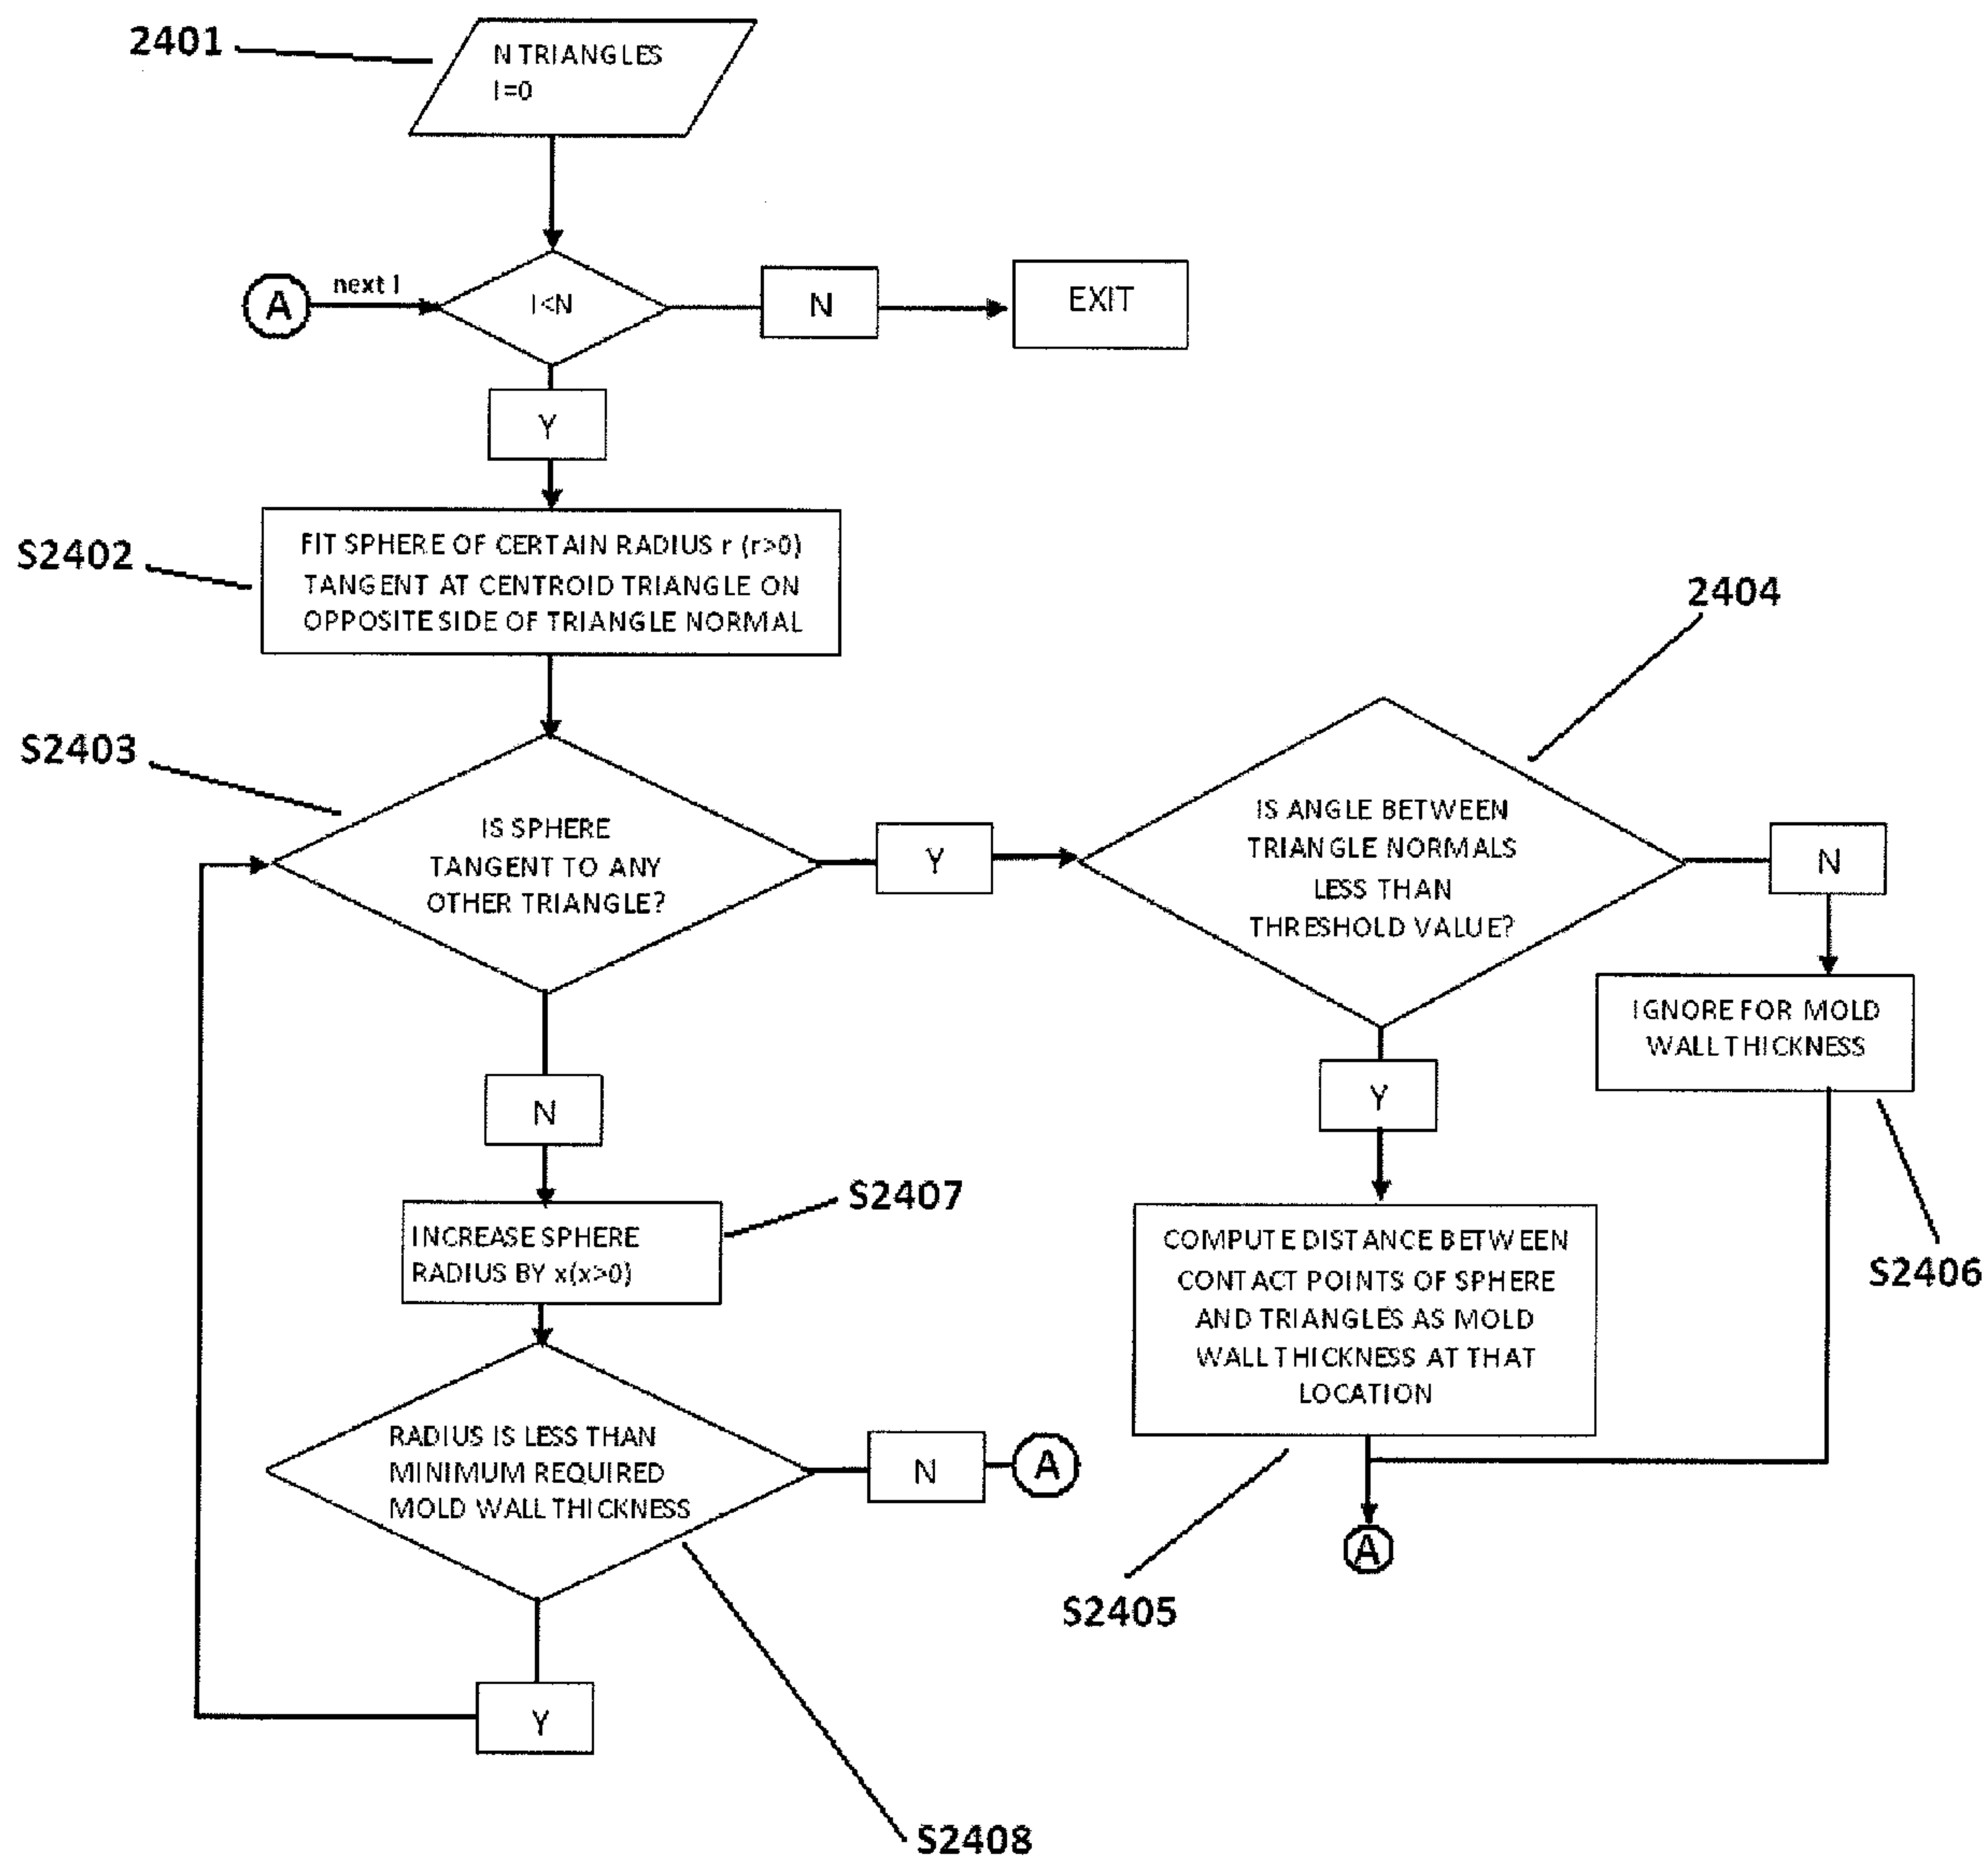 2401
N TRIANGLES
I=0
A
next I
I<N
N
EXIT
Y
S2402
FIT SPHERE OF CERTAIN RADIUS r (r>0)
TANGENT AT CENTROID TRIANGLE ON
OPPOSITE SIDE OF TRIANGLE NORMAL
S2403
IS SPHERE
TANGENT TO ANY
OTHER TRIANGLE?
Y
2404
IS ANGLE BETWEEN
TRIANGLE NORMALS
LESS THAN
THRESHOLD VALUE?
N
IGNORE FOR MOLD
WALL THICKNESS
S2406
N
Y
S2407
INCREASE SPHERE
RADIUS BY x(x>0)
COMPUTE DISTANCE BETWEEN
CONTACT POINTS OF SPHERE
AND TRIANGLES AS MOLD
WALL THICKNESS AT THAT
LOCATION
S2405
A
RADIUS IS LESS THAN
MINIMUM REQUIRED
MOLD WALL THICKNESS
N
A
Y
S2408